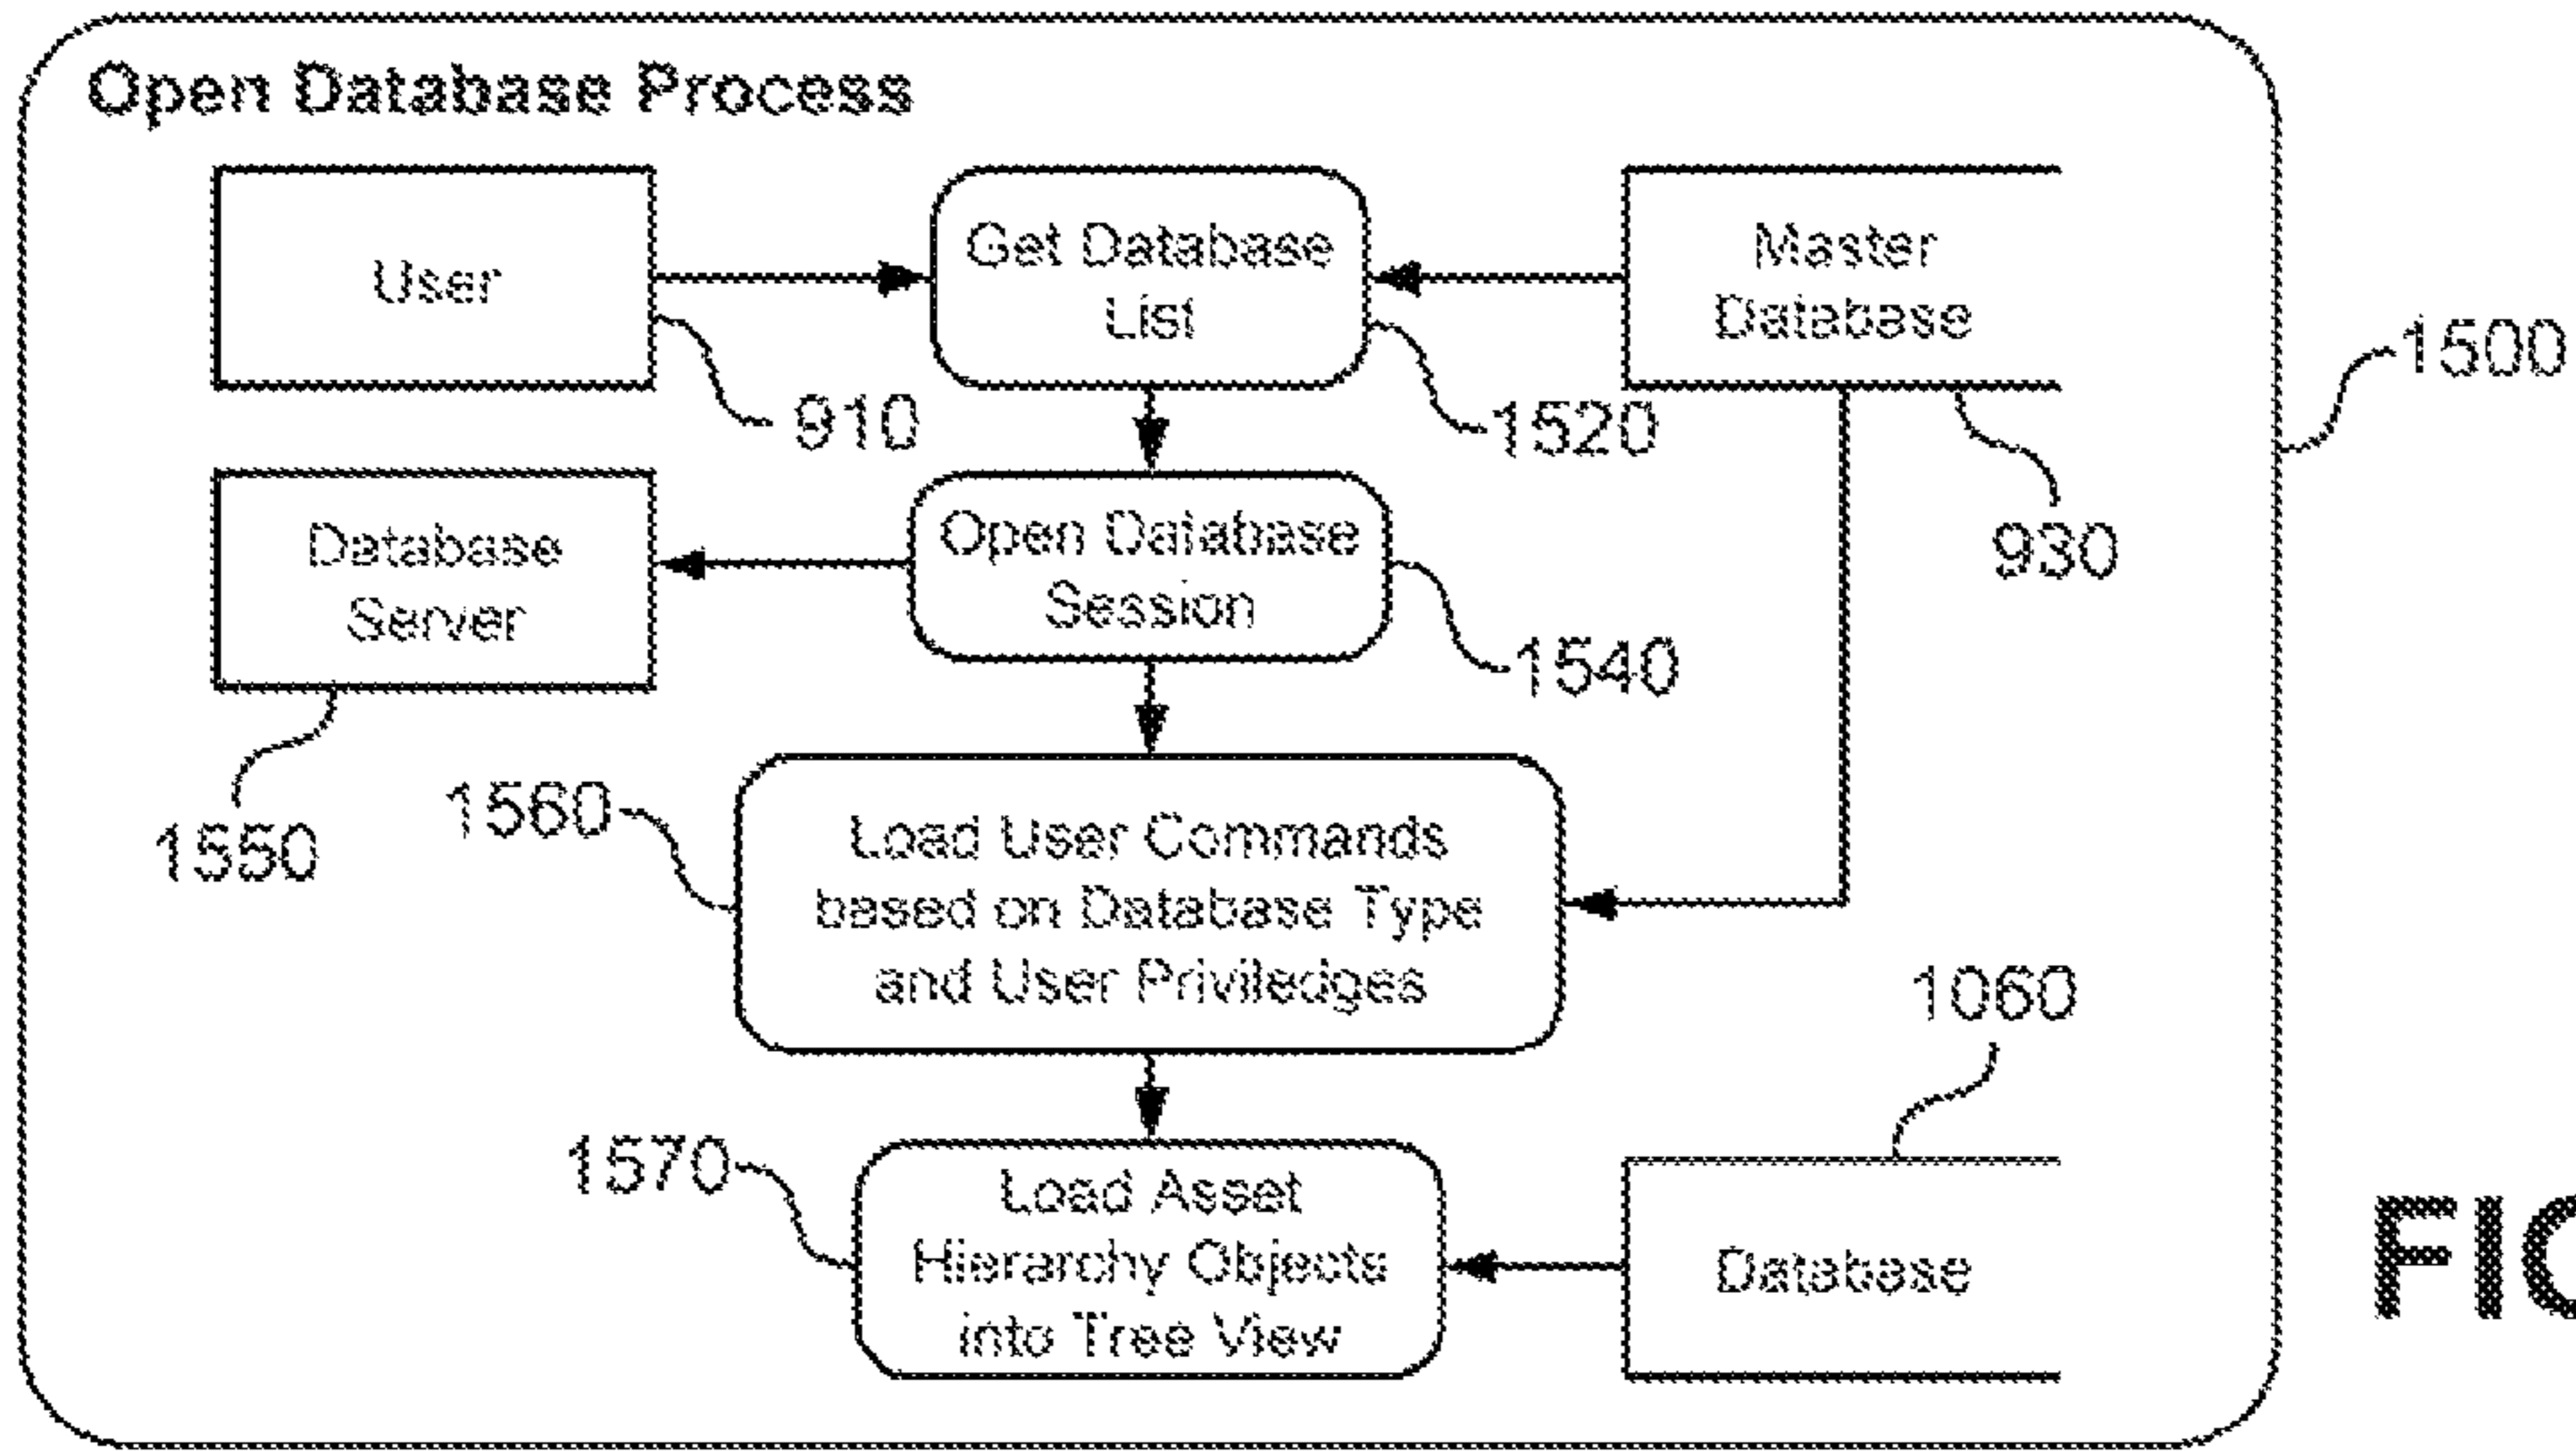 Open Database Process
User
Get Database
List
Master
Database
1500
910
1520
930
Database
Server
Open Database
Session
1540
1550
1560
Load User Commands
based on Database Type
and User Priviledges
1060
1570
Load Asset
Hierarchy Objects
into Tree View
Database